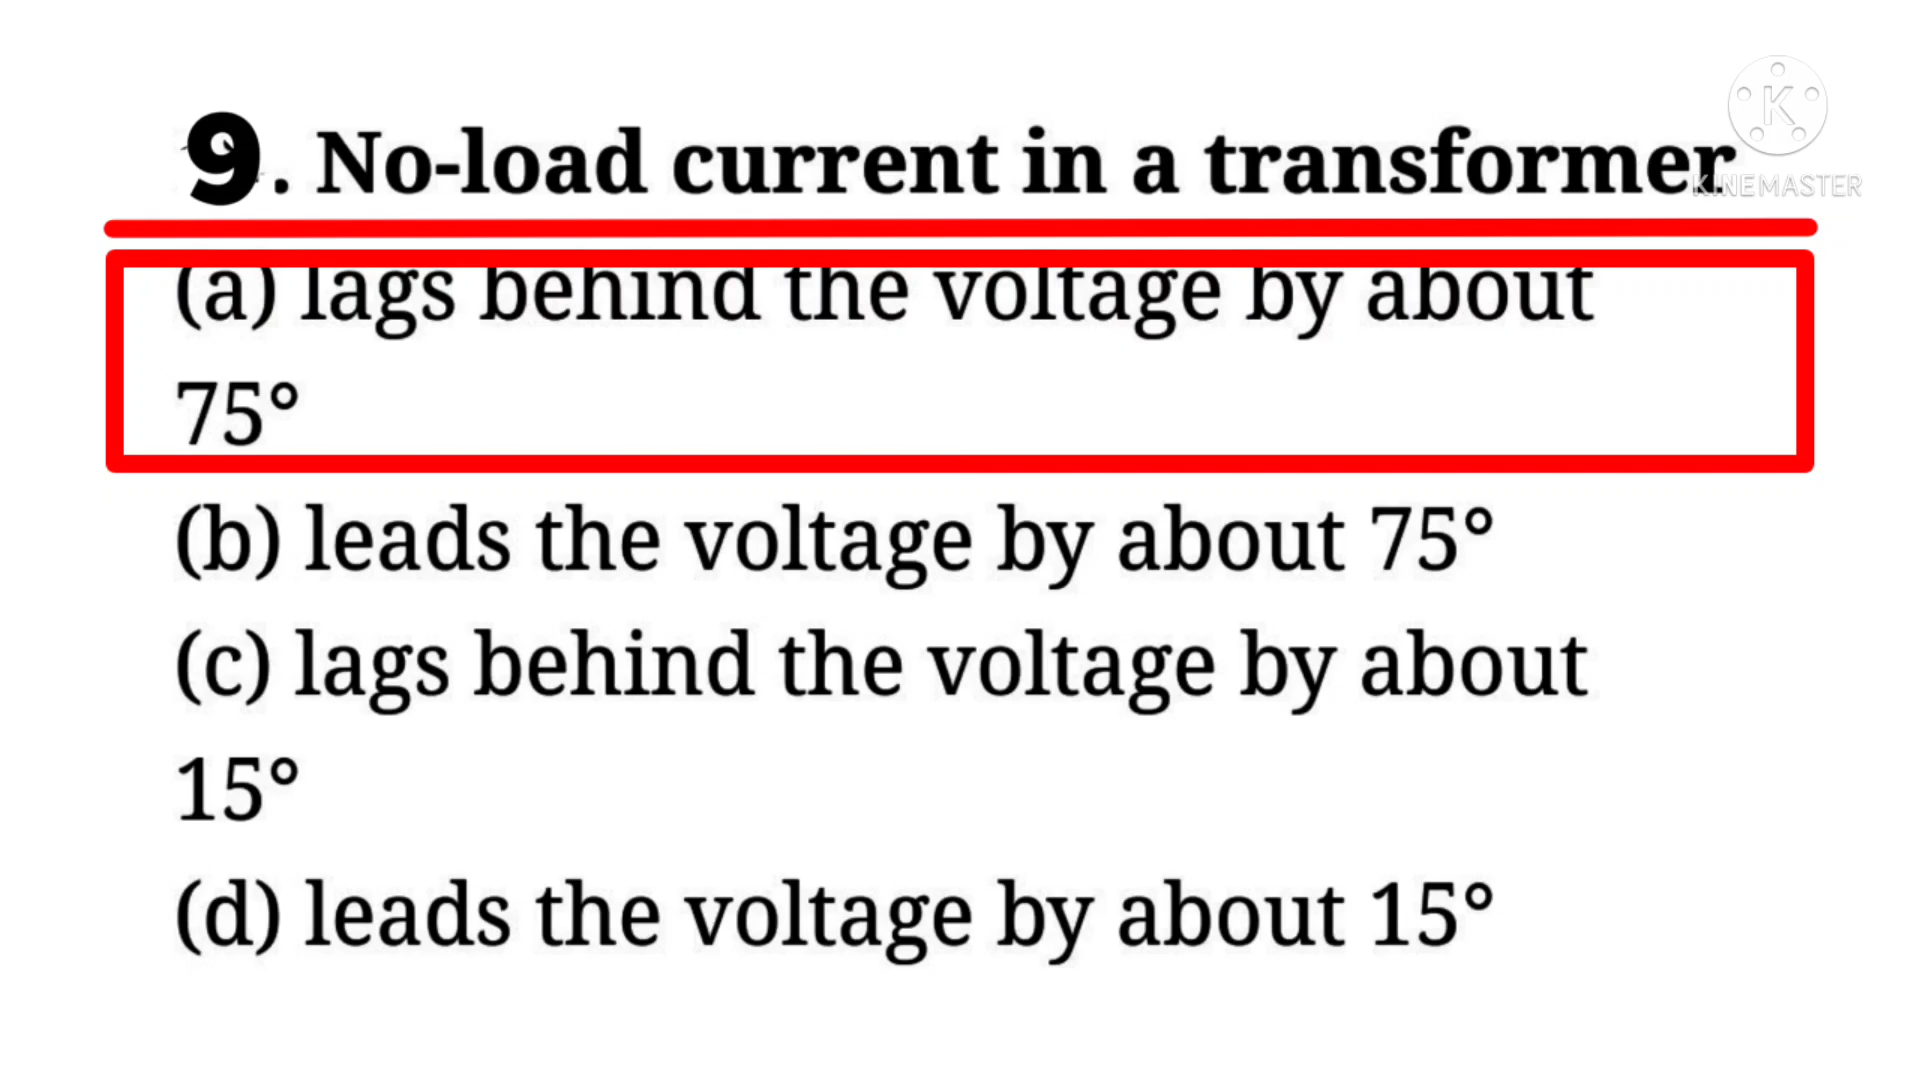 9. No-load current in a transformer
KINEMASTER
(a) lags behind the voltage by about
75°
(b) leads the voltage by about 75°
(c) lags behind the voltage by about
15°
(d) leads the voltage by about 15°